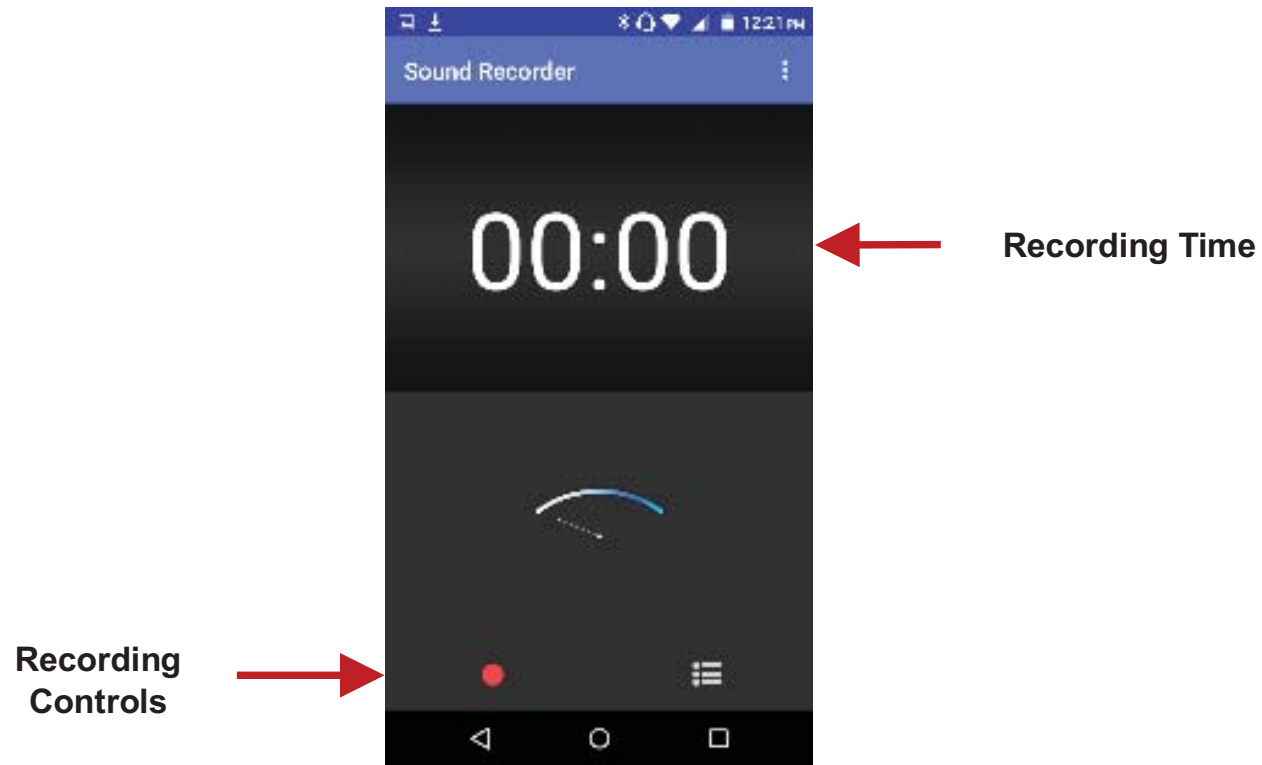 12:21 PM
Sound Recorder
00:00
Recording Time
Recording
Controls